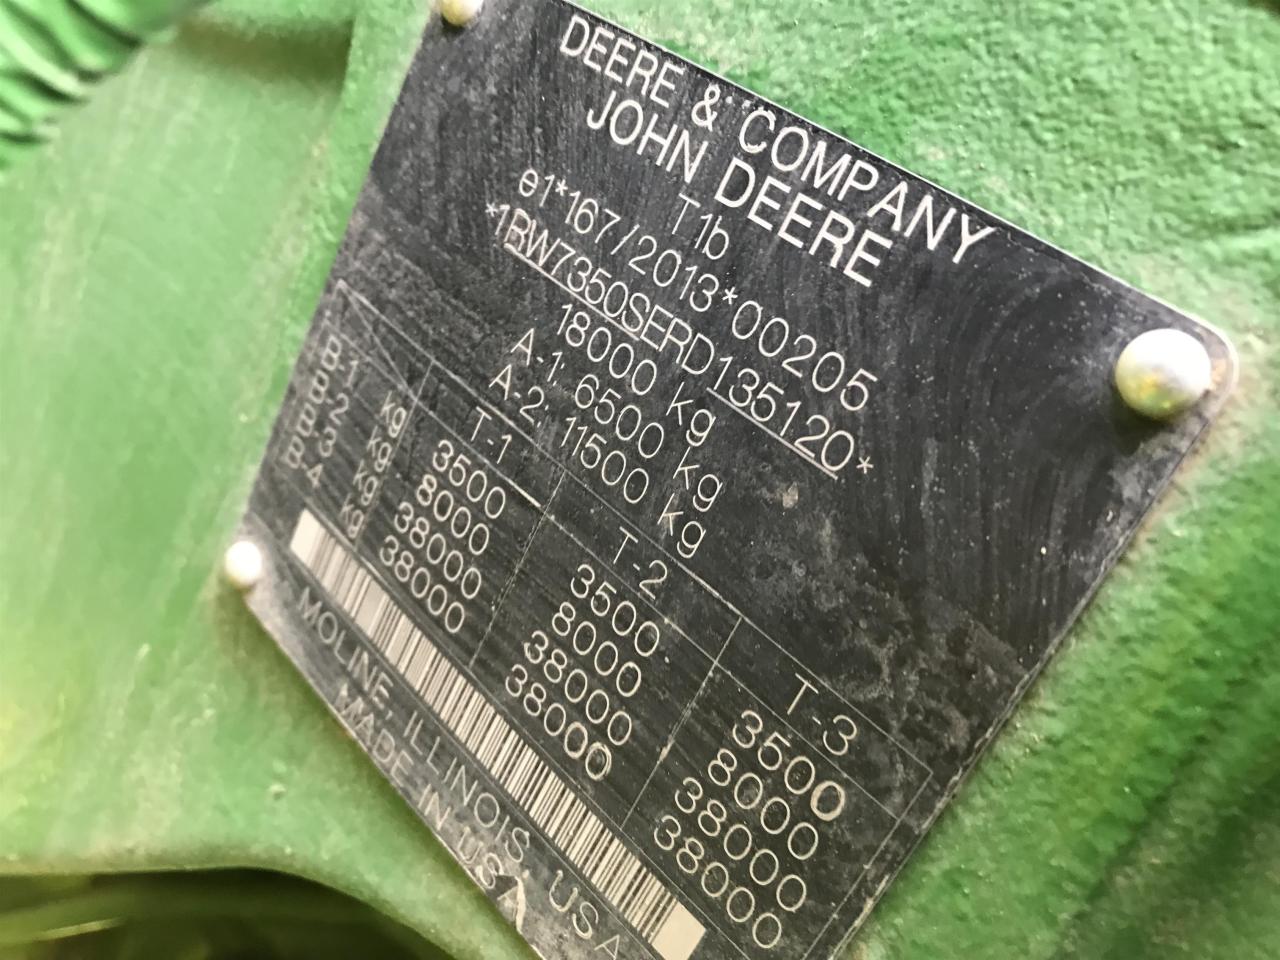 DEERE & COMPANY
JOHN DEERE
T1b
e1*167/2013*00205
*1RW7350SERD135120*
18000 kg
A-1: 6500 kg
A-2: 11500 kg
T-1 T-2 T-3
B-1 kg 3500 3500 3500
B-2 kg 8000 8000 8000
B-3 kg 38000 38000 38000
B-4 kg 38000 38000 38000
MOLINE, ILLINOIS, USA
MADE IN USA